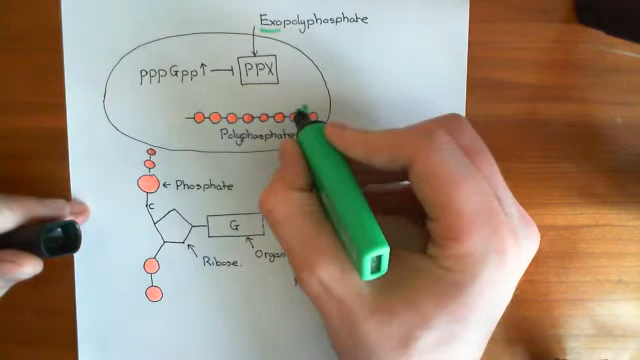 Exopolyphosphate
pppGpp↑
PPX
Polyphosphate
← Phosphate
C
G
Ribose.